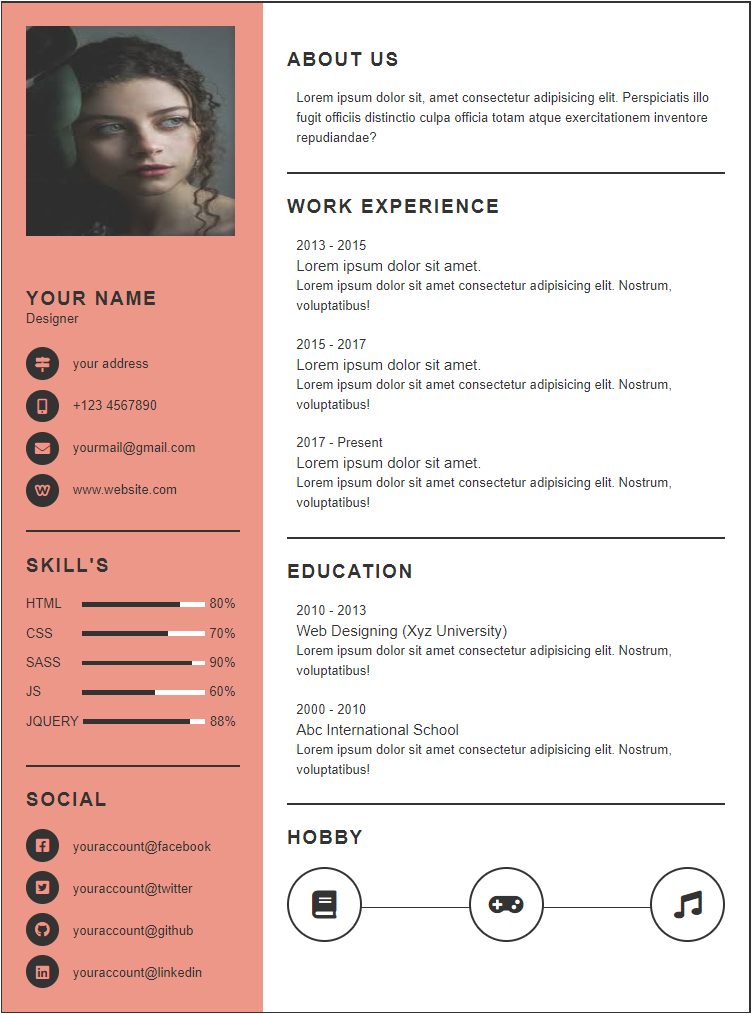 YOUR NAME
Designer
your address
+123 4567890
yourmail@gmail.com
www.website.com
SKILL'S
HTML 80%
CSS 70%
SASS 90%
JS 60%
JQUERY 88%
SOCIAL
youraccount@facebook
youraccount@twitter
youraccount@github
youraccount@linkedin
ABOUT US
Lorem ipsum dolor sit, amet consectetur adipisicing elit. Perspiciatis illo
fugit officiis distinctio culpa officia totam atque exercitationem inventore
repudiandae?
WORK EXPERIENCE
2013 - 2015
Lorem ipsum dolor sit amet.
Lorem ipsum dolor sit amet consectetur adipisicing elit. Nostrum,
voluptatibus!
2015 - 2017
Lorem ipsum dolor sit amet.
Lorem ipsum dolor sit amet consectetur adipisicing elit. Nostrum,
voluptatibus!
2017 - Present
Lorem ipsum dolor sit amet.
Lorem ipsum dolor sit amet consectetur adipisicing elit. Nostrum,
voluptatibus!
EDUCATION
2010 - 2013
Web Designing (Xyz University)
Lorem ipsum dolor sit amet consectetur adipisicing elit. Nostrum,
voluptatibus!
2000 - 2010
Abc International School
Lorem ipsum dolor sit amet consectetur adipisicing elit. Nostrum,
voluptatibus!
HOBBY